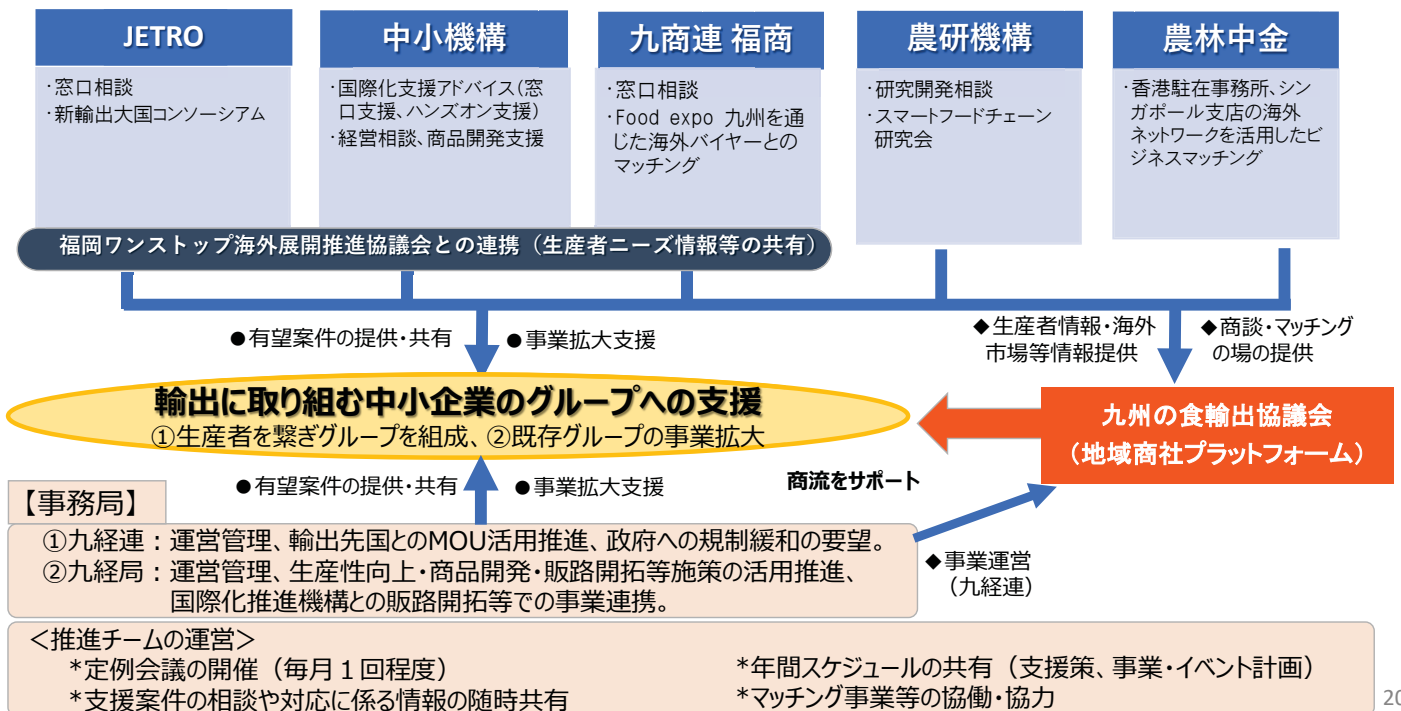 JETRO
・窓口相談
・新輸出大国コンソーシアム
中小機構
・国際化支援アドバイス（窓
口支援、ハンズオン支援）
・経営相談、商品開発支援
九商連 福商
・窓口相談
・Food expo 九州を通
じた海外バイヤーとの
マッチング
農研機構
・研究開発相談
・スマートフードチェーン
研究会
農林中金
・香港駐在事務所、シン
ガポール支店の海外
ネットワークを活用したビ
ジネスマッチング
福岡ワンストップ海外展開推進協議会との連携（生産者ニーズ情報等の共有）
●有望案件の提供・共有
●事業拡大支援
◆生産者情報・海外
市場等情報提供
◆商談・マッチング
の場の提供
輸出に取り組む中小企業のグループへの支援
①生産者を繋ぎグループを組成、②既存グループの事業拡大
九州の食輸出協議会
（地域商社プラットフォーム）
商流をサポート
●有望案件の提供・共有
●事業拡大支援
【事務局】
①九経連：運営管理、輸出先国とのMOU活用推進、政府への規制緩和の要望。
②九経局：運営管理、生産性向上・商品開発・販路開拓等施策の活用推進、
国際化推進機構との販路開拓等での事業連携。
◆事業運営
（九経連）
＜推進チームの運営＞
*定例会議の開催（毎月１回程度）
*支援案件の相談や対応に係る情報の随時共有
*年間スケジュールの共有（支援策、事業・イベント計画）
*マッチング事業等の協働・協力
20